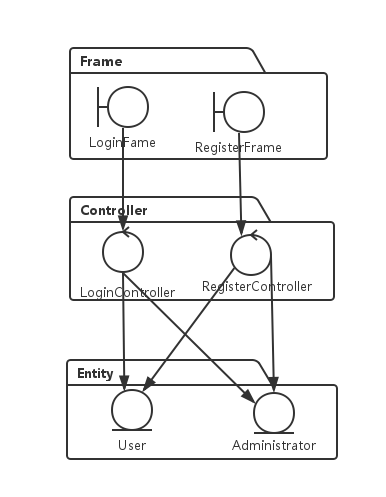 Frame
LoginFame
RegisterFrame
Controller
LoginController
RegisterController
Entity
User
Administrator